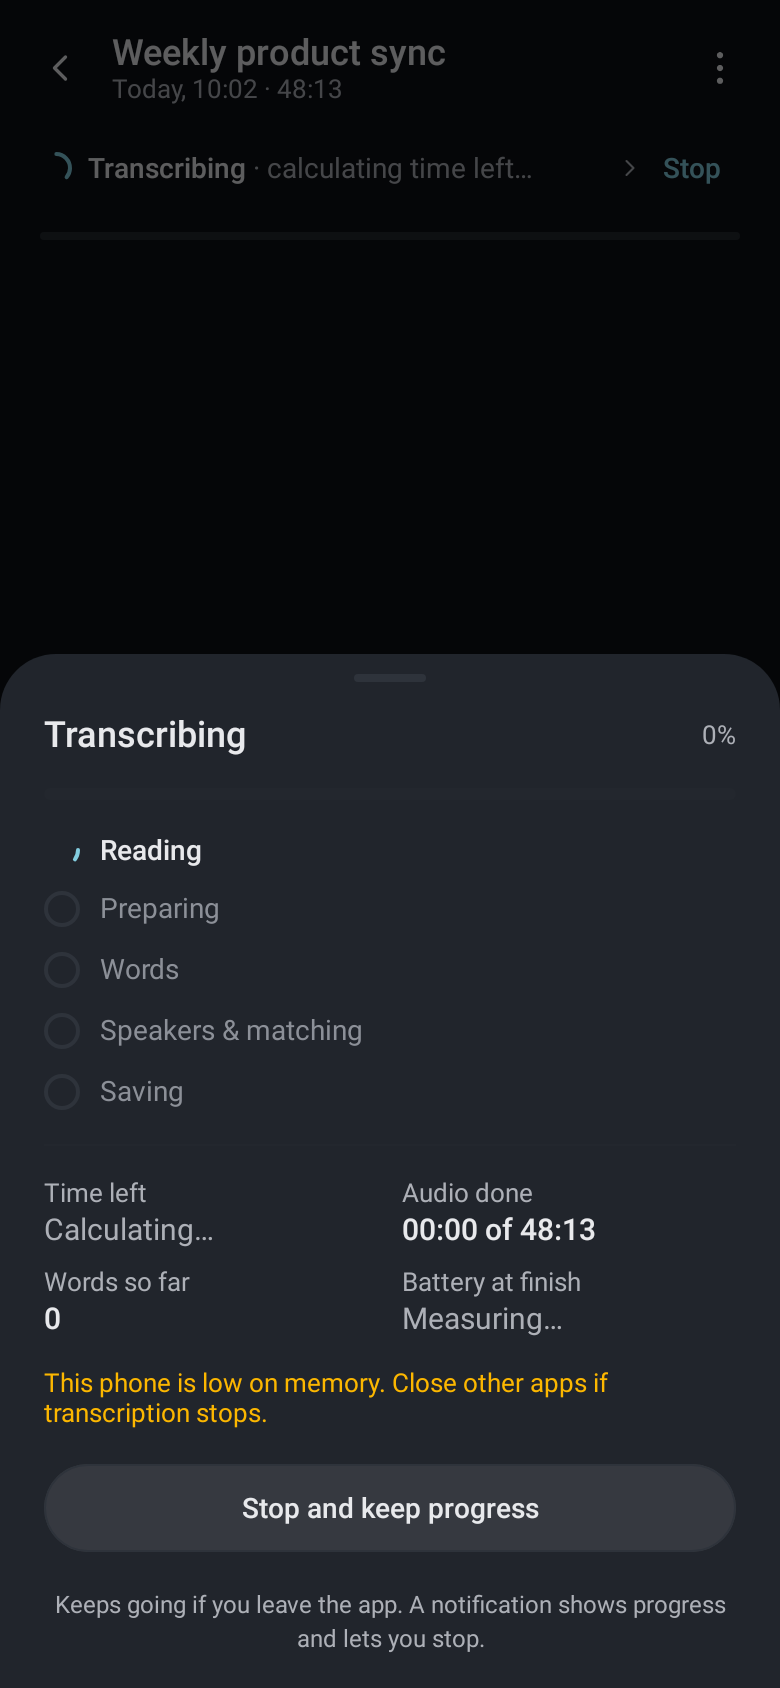 Weekly product sync
Today, 10:02 · 48:13
Transcribing · calculating time left…
Stop
Transcribing
0%
Reading
Preparing
Words
Speakers & matching
Saving
Time left
Audio done
Calculating…
00:00 of 48:13
Words so far
Battery at finish
0
Measuring…
This phone is low on memory. Close other apps if
transcription stops.
Stop and keep progress
Keeps going if you leave the app. A notification shows progress
and lets you stop.